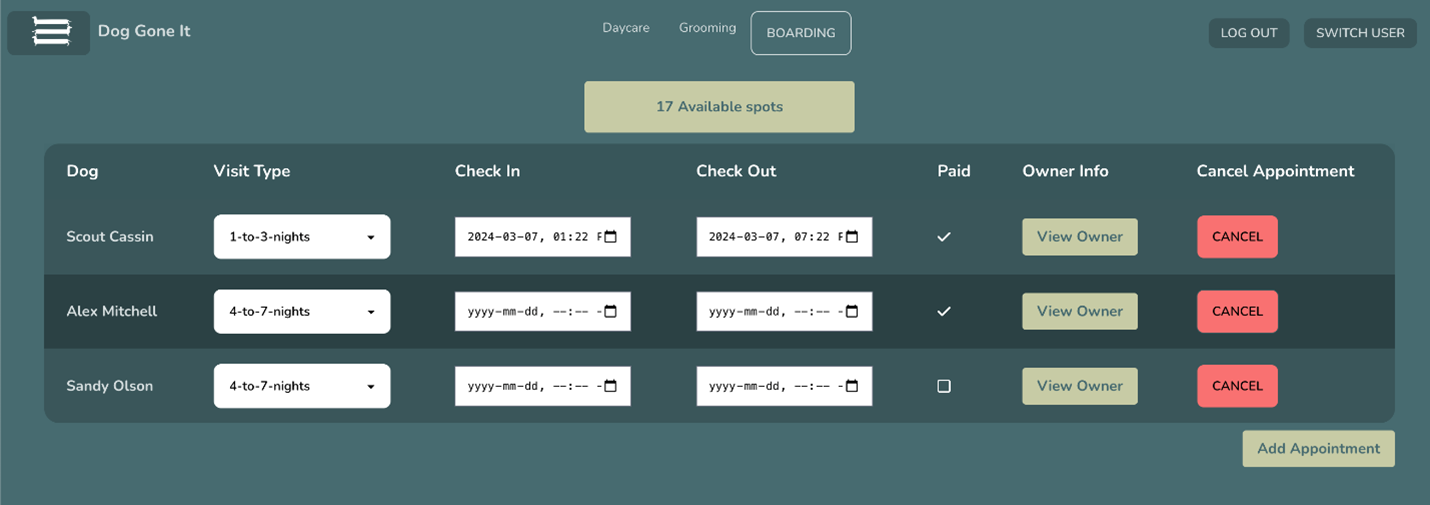 Dog Gone It Daycare Grooming BOARDING LOG OUT SWITCH USER
17 Available spots
Dog Visit Type Check In Check Out Paid Owner Info Cancel Appointment
Scout Cassin 1-to-3-nights 2024-03-07, 01:22 2024-03-07, 07:22 View Owner CANCEL
Alex Mitchell 4-to-7-nights yyyy-mm-dd, --:-- - yyyy-mm-dd, --:-- - View Owner CANCEL
Sandy Olson 4-to-7-nights yyyy-mm-dd, --:-- - yyyy-mm-dd, --:-- - View Owner CANCEL
Add Appointment